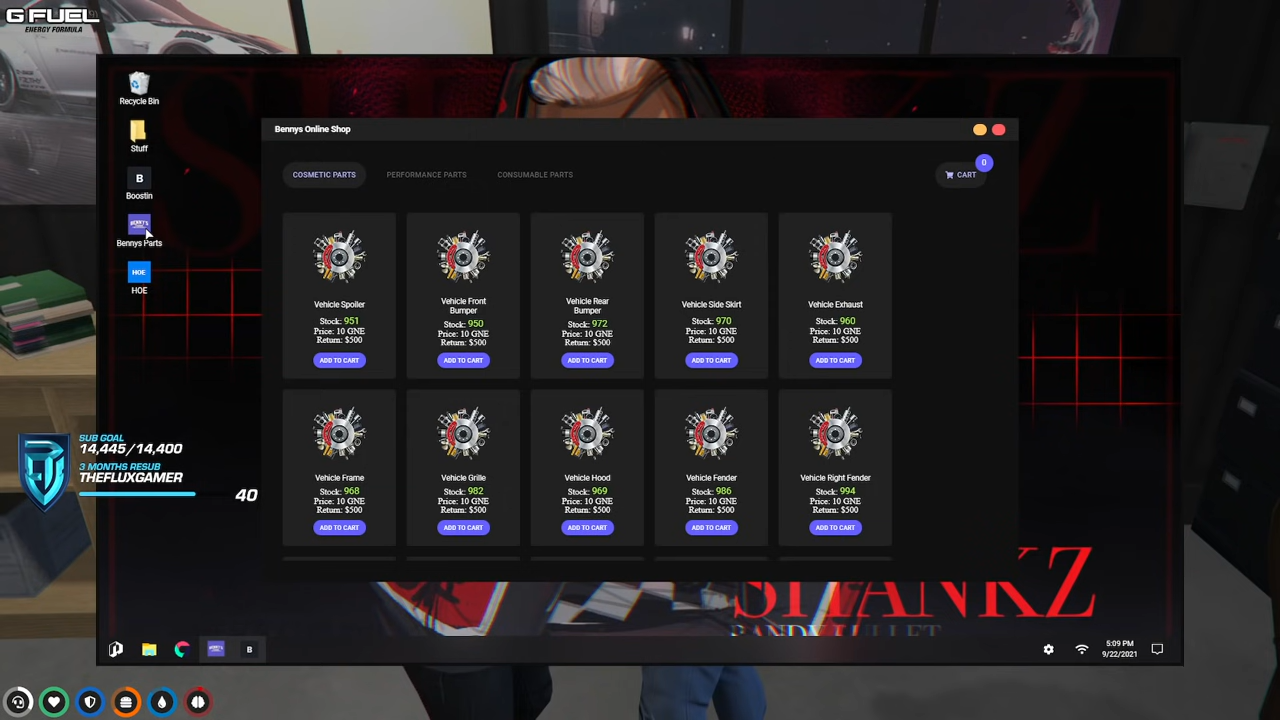 G FUEL
ENERGY FORMULA
Recycle Bin
Stuff
B
Boostin
BENNY'S
Bennys Parts
HOE
HOE
Bennys Online Shop
COSMETIC PARTS
PERFORMANCE PARTS
CONSUMABLE PARTS
CART
0
Vehicle Spoiler
Stock: 951
Price: 10 GNE
Return: $500
ADD TO CART
Vehicle Front
Bumper
Stock: 950
Price: 10 GNE
Return: $500
ADD TO CART
Vehicle Rear
Bumper
Stock: 972
Price: 10 GNE
Return: $500
ADD TO CART
Vehicle Side Skirt
Stock: 970
Price: 10 GNE
Return: $500
ADD TO CART
Vehicle Exhaust
Stock: 960
Price: 10 GNE
Return: $500
ADD TO CART
Vehicle Frame
Stock: 968
Price: 10 GNE
Return: $500
ADD TO CART
Vehicle Grille
Stock: 982
Price: 10 GNE
Return: $500
ADD TO CART
Vehicle Hood
Stock: 969
Price: 10 GNE
Return: $500
ADD TO CART
Vehicle Fender
Stock: 986
Price: 10 GNE
Return: $500
ADD TO CART
Vehicle Right Fender
Stock: 994
Price: 10 GNE
Return: $500
ADD TO CART
SUB GOAL
14,445/14,400
3 MONTHS RESUB
THEFLUXGAMER
40
SHANKZ
B
5:09 PM
9/22/2021